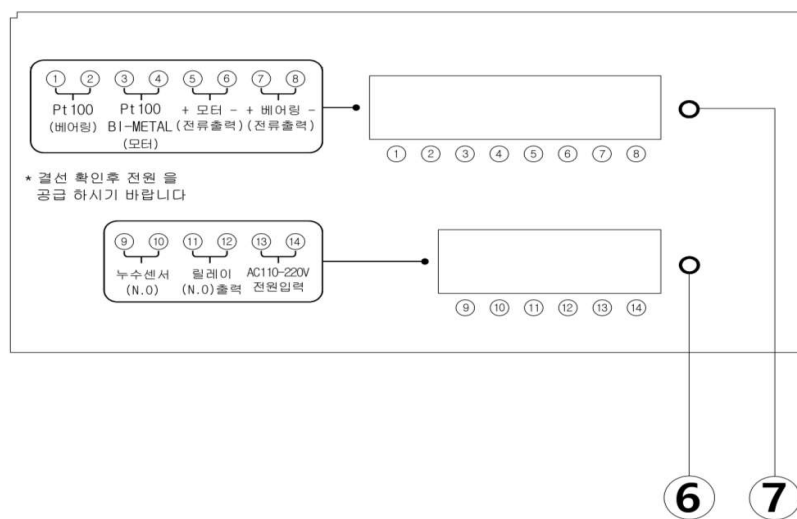 ① ② ③ ④ ⑤ ⑥ ⑦ ⑧
Pt100 Pt100 + 모터 - + 베어링 -
(베어링) BI-METAL (전류출력) (전류출력)
(모터)
① ② ③ ④ ⑤ ⑥ ⑦ ⑧
* 결선 확인후 전원 을
공급 하시기 바랍니다
⑨ ⑩ ⑪ ⑫ ⑬ ⑭
누수센서 릴레이 AC110-220V
(N.O) (N.O)출력 전원입력
⑨ ⑩ ⑪ ⑫ ⑬ ⑭
⑥ ⑦